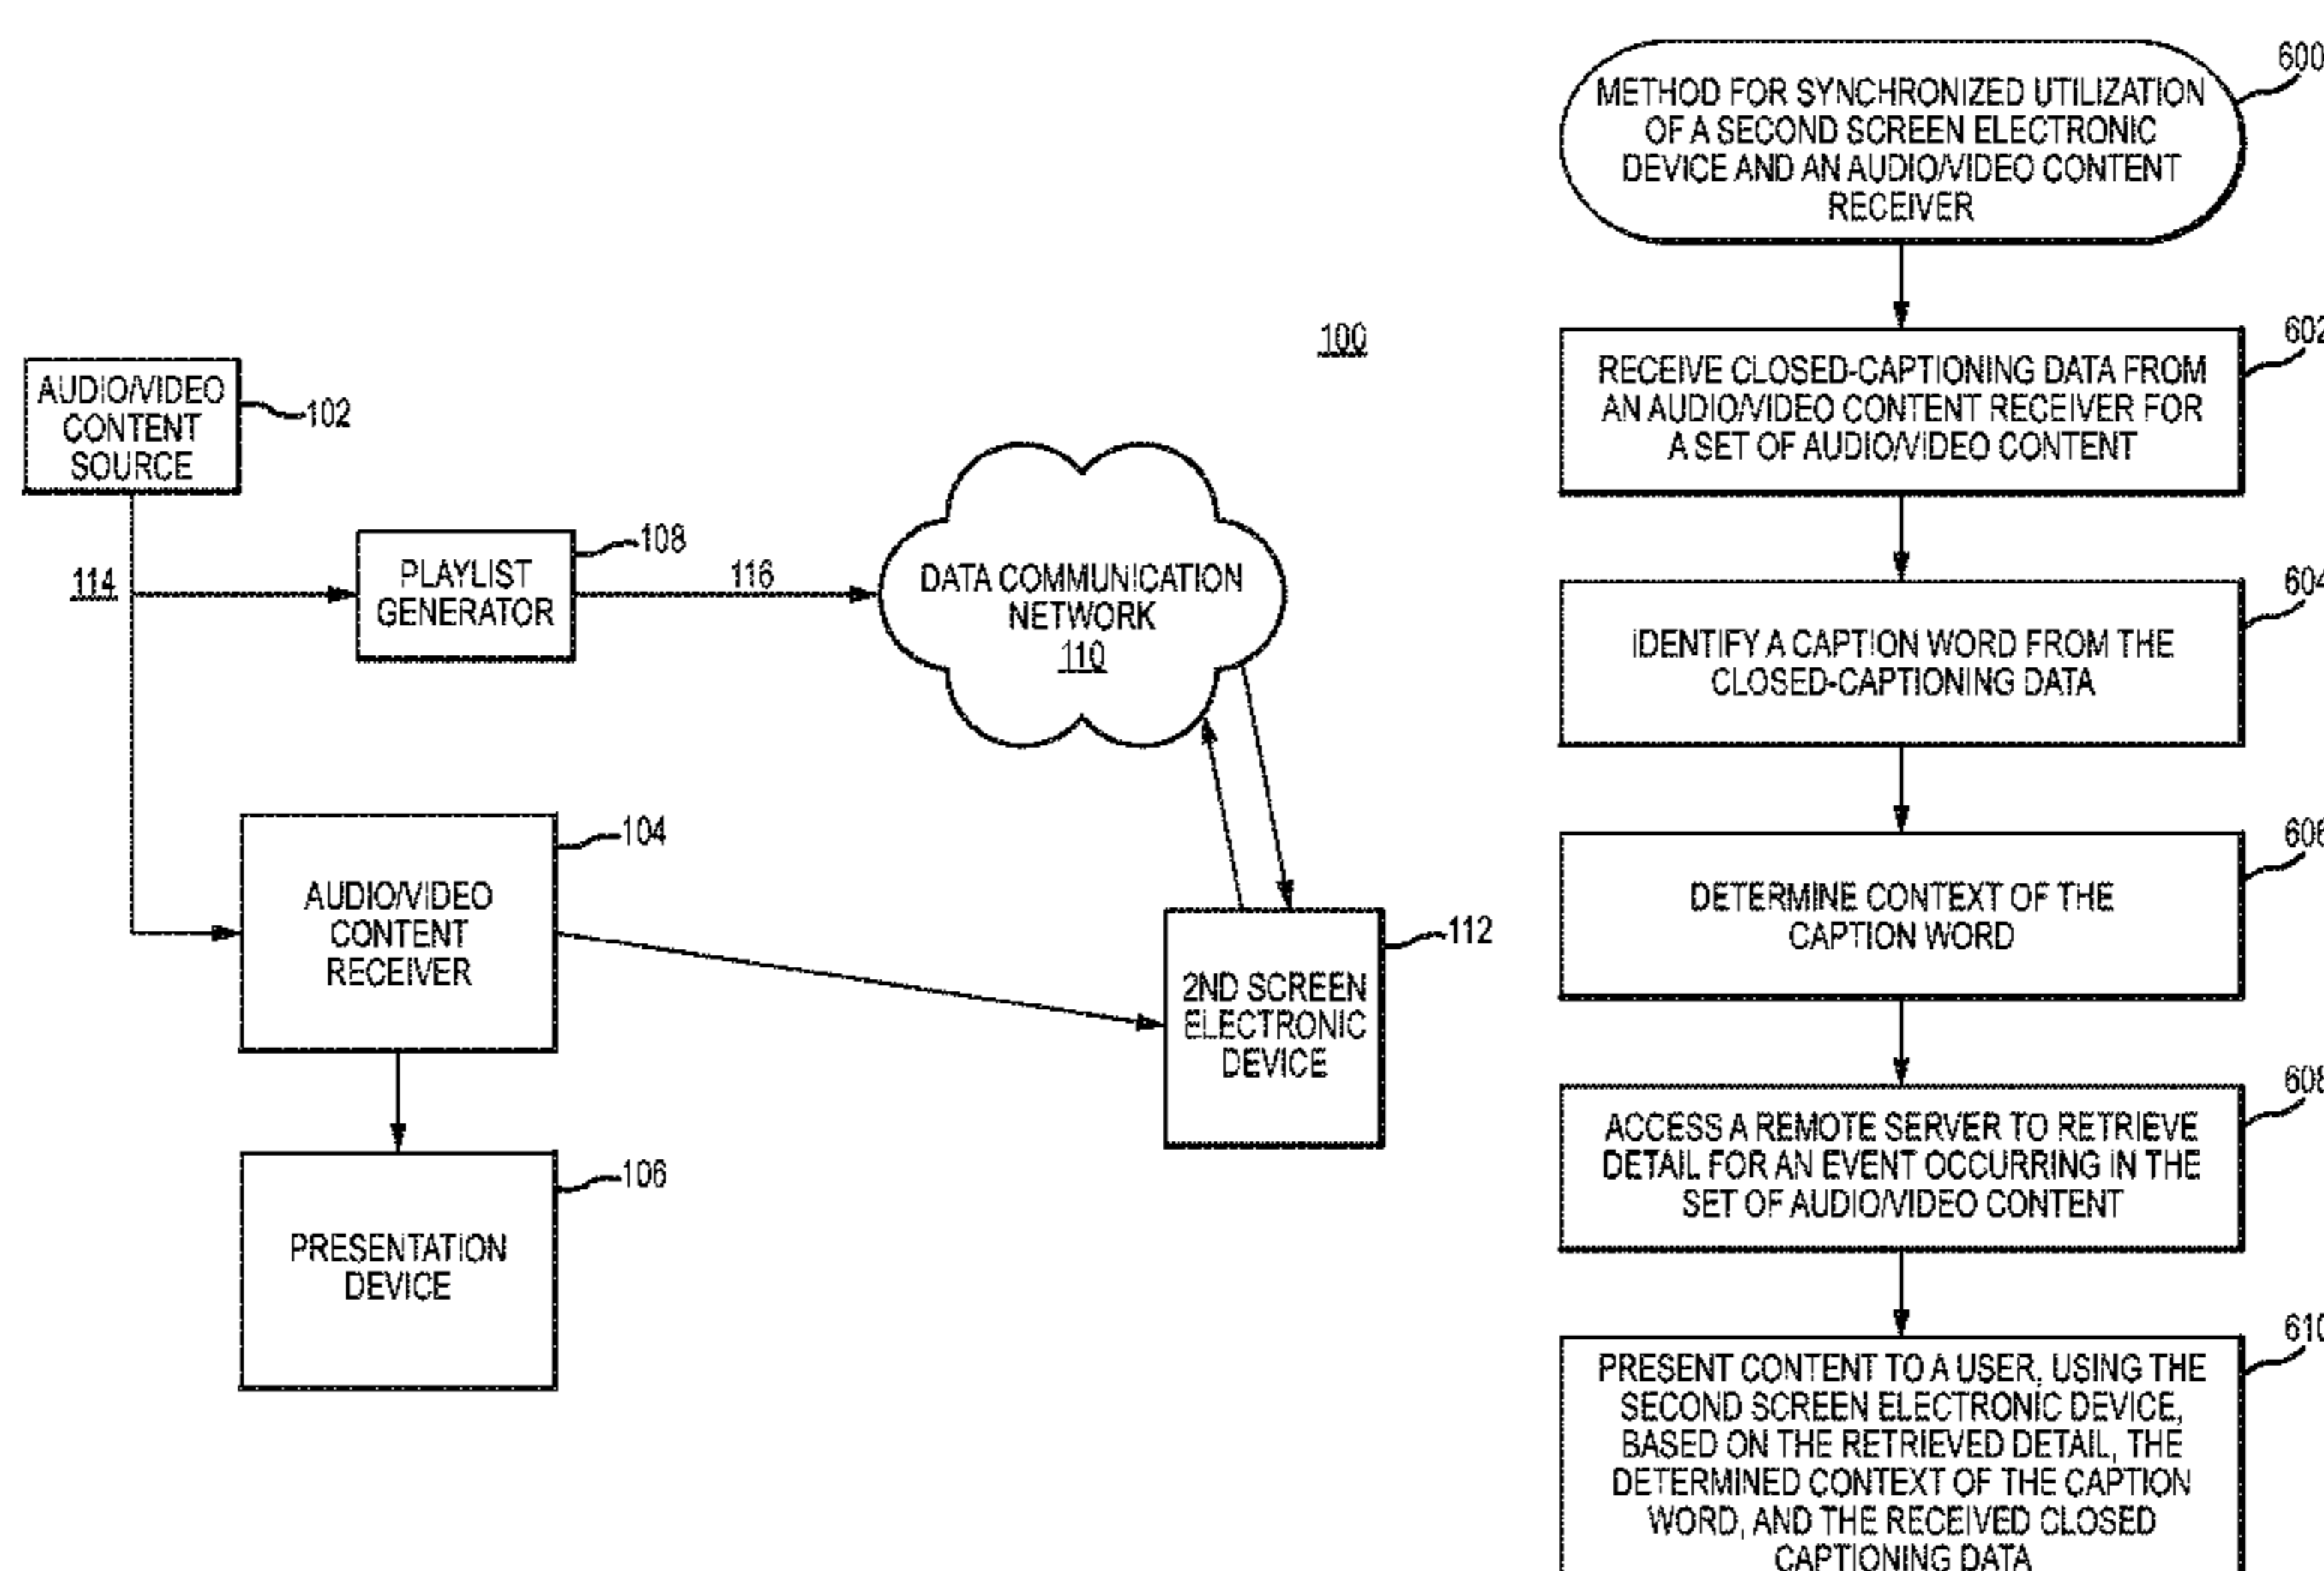 100
AUDIO/VIDEO
CONTENT
SOURCE
102
114
PLAYLIST
GENERATOR
108
116
DATA COMMUNICATION
NETWORK
110
AUDIO/VIDEO
CONTENT
RECEIVER
104
2ND SCREEN
ELECTRONIC
DEVICE
112
PRESENTATION
DEVICE
106
600
METHOD FOR SYNCHRONIZED UTILIZATION
OF A SECOND SCREEN ELECTRONIC
DEVICE AND AN AUDIO/VIDEO CONTENT
RECEIVER
602
RECEIVE CLOSED-CAPTIONING DATA FROM
AN AUDIO/VIDEO CONTENT RECEIVER FOR
A SET OF AUDIO/VIDEO CONTENT
604
IDENTIFY A CAPTION WORD FROM THE
CLOSED-CAPTIONING DATA
606
DETERMINE CONTEXT OF THE
CAPTION WORD
608
ACCESS A REMOTE SERVER TO RETRIEVE
DETAIL FOR AN EVENT OCCURRING IN THE
SET OF AUDIO/VIDEO CONTENT
610
PRESENT CONTENT TO A USER, USING THE
SECOND SCREEN ELECTRONIC DEVICE,
BASED ON THE RETRIEVED DETAIL, THE
DETERMINED CONTEXT OF THE CAPTION
WORD, AND THE RECEIVED CLOSED
CAPTIONING DATA